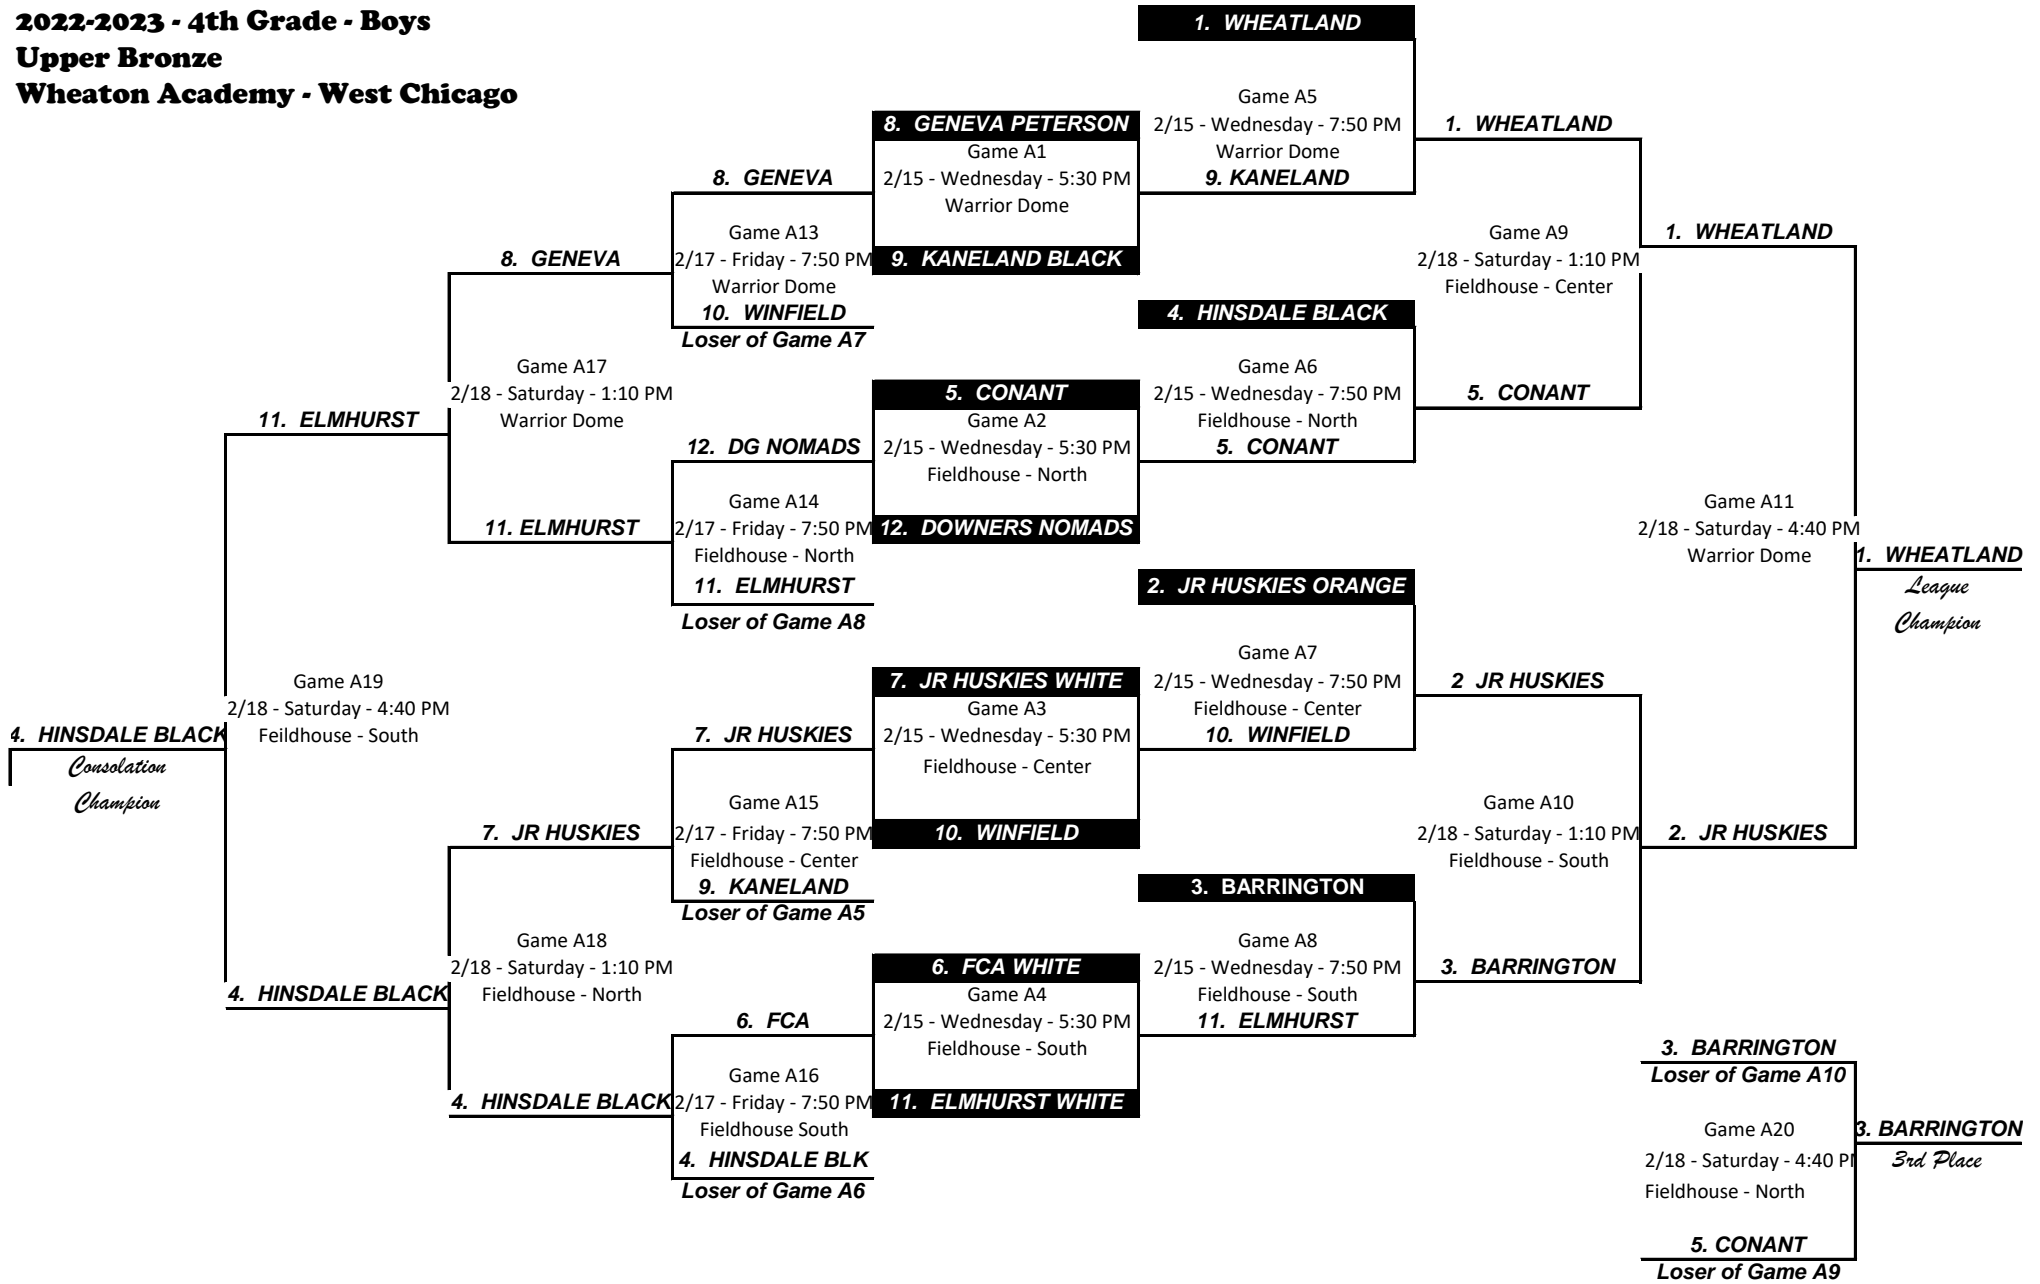 2022-2023 - 4th Grade - Boys
Upper Bronze
Wheaton Academy - West Chicago
1. WHEATLAND
Game A5
2/15 - Wednesday - 7:50 PM
Warrior Dome
9. KANELAND
8. GENEVA PETERSON
Game A1
2/15 - Wednesday - 5:30 PM
Warrior Dome
9. KANELAND BLACK
1. WHEATLAND
8. GENEVA
Game A13
2/17 - Friday - 7:50 PM
Warrior Dome
10. WINFIELD
Loser of Game A7
8. GENEVA
Game A9
2/18 - Saturday - 1:10 PM
Fieldhouse - Center
1. WHEATLAND
4. HINSDALE BLACK
Game A6
2/15 - Wednesday - 7:50 PM
Fieldhouse - North
5. CONANT
5. CONANT
Game A17
2/18 - Saturday - 1:10 PM
Warrior Dome
11. ELMHURST
5. CONANT
Game A2
2/15 - Wednesday - 5:30 PM
Fieldhouse - North
12. DOWNERS NOMADS
12. DG NOMADS
Game A14
2/17 - Friday - 7:50 PM
Fieldhouse - North
11. ELMHURST
Loser of Game A8
11. ELMHURST
Game A11
2/18 - Saturday - 4:40 PM
Warrior Dome
1. WHEATLAND
League
Champion
2. JR HUSKIES ORANGE
Game A7
2/15 - Wednesday - 7:50 PM
Fieldhouse - Center
10. WINFIELD
2 JR HUSKIES
7. JR HUSKIES WHITE
Game A3
2/15 - Wednesday - 5:30 PM
Fieldhouse - Center
10. WINFIELD
Game A19
2/18 - Saturday - 4:40 PM
Feildhouse - South
4. HINSDALE BLACK
Consolation
Champion
7. JR HUSKIES
Game A15
2/17 - Friday - 7:50 PM
Fieldhouse - Center
9. KANELAND
Loser of Game A5
7. JR HUSKIES
Game A10
2/18 - Saturday - 1:10 PM
Fieldhouse - South
2. JR HUSKIES
3. BARRINGTON
Game A8
2/15 - Wednesday - 7:50 PM
Fieldhouse - South
11. ELMHURST
3. BARRINGTON
Game A18
2/18 - Saturday - 1:10 PM
Fieldhouse - North
4. HINSDALE BLACK
6. FCA WHITE
Game A4
2/15 - Wednesday - 5:30 PM
Fieldhouse - South
11. ELMHURST WHITE
6. FCA
Game A16
2/17 - Friday - 7:50 PM
Fieldhouse South
4. HINSDALE BLK
Loser of Game A6
4. HINSDALE BLACK
3. BARRINGTON
Loser of Game A10
Game A20
2/18 - Saturday - 4:40 PM
Fieldhouse - North
3. BARRINGTON
3rd Place
5. CONANT
Loser of Game A9